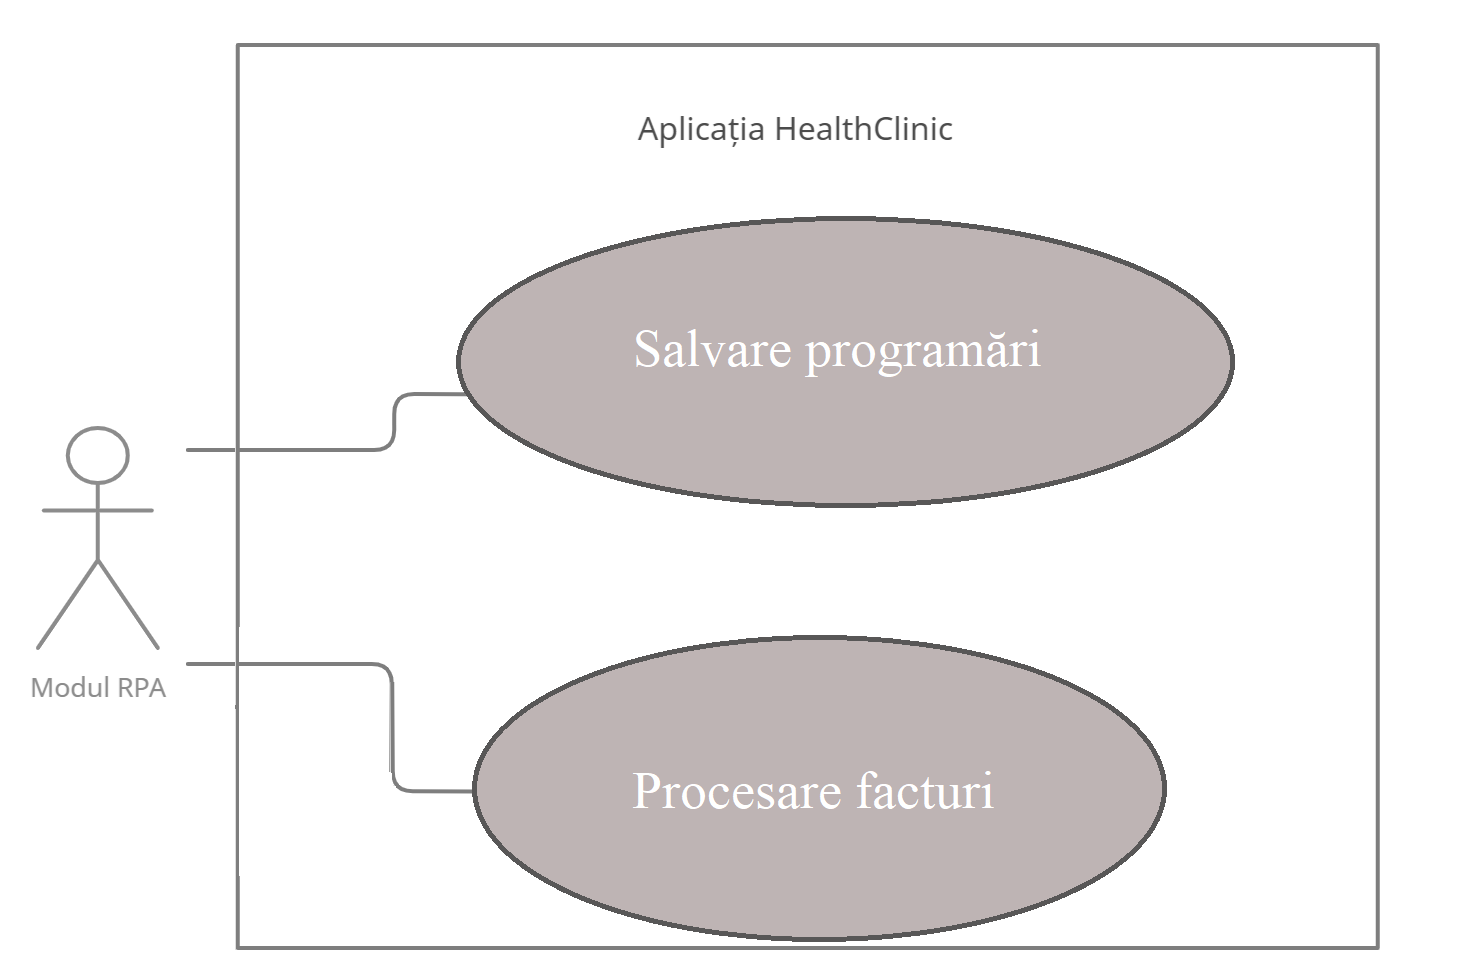 Aplicația HealthClinic
Salvare programări
Modul RPA
Procesare facturi